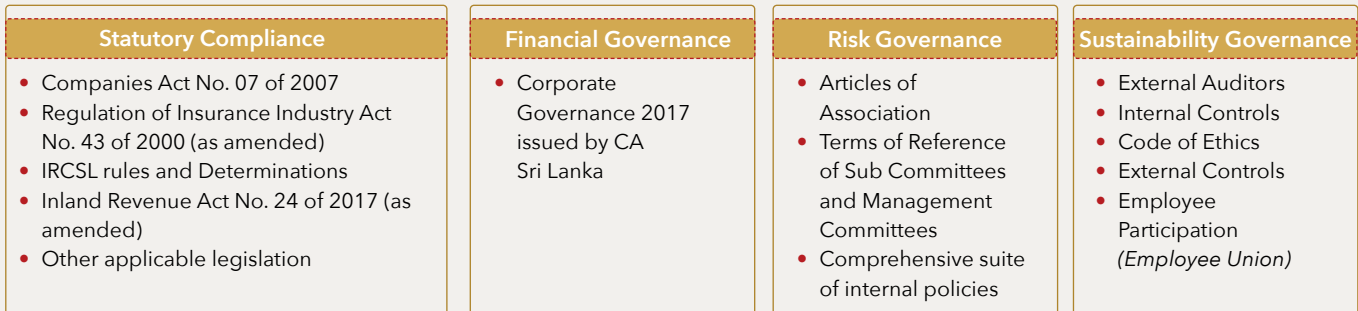 Statutory Compliance
• Companies Act No. 07 of 2007
• Regulation of Insurance Industry Act
No. 43 of 2000 (as amended)
• IRCSL rules and Determinations
• Inland Revenue Act No. 24 of 2017 (as
amended)
• Other applicable legislation
Financial Governance
• Corporate
Governance 2017
issued by CA
Sri Lanka
Risk Governance
• Articles of
Association
• Terms of Reference
of Sub Committees
and Management
Committees
• Comprehensive suite
of internal policies
Sustainability Governance
• External Auditors
• Internal Controls
• Code of Ethics
• External Controls
• Employee
Participation
(Employee Union)